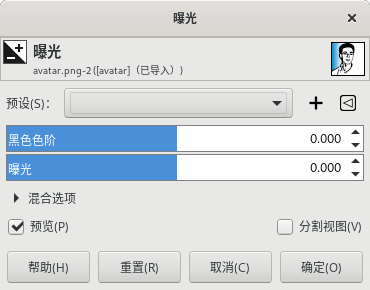 曝光
曝光
avatar.png-2 ([avatar]（已导入）)
预设(S)：
黑色色阶 0.000
曝光 0.000
混合选项
预览(P) 分割视图(V)
帮助(H) 重置(R) 取消(C) 确定(O)